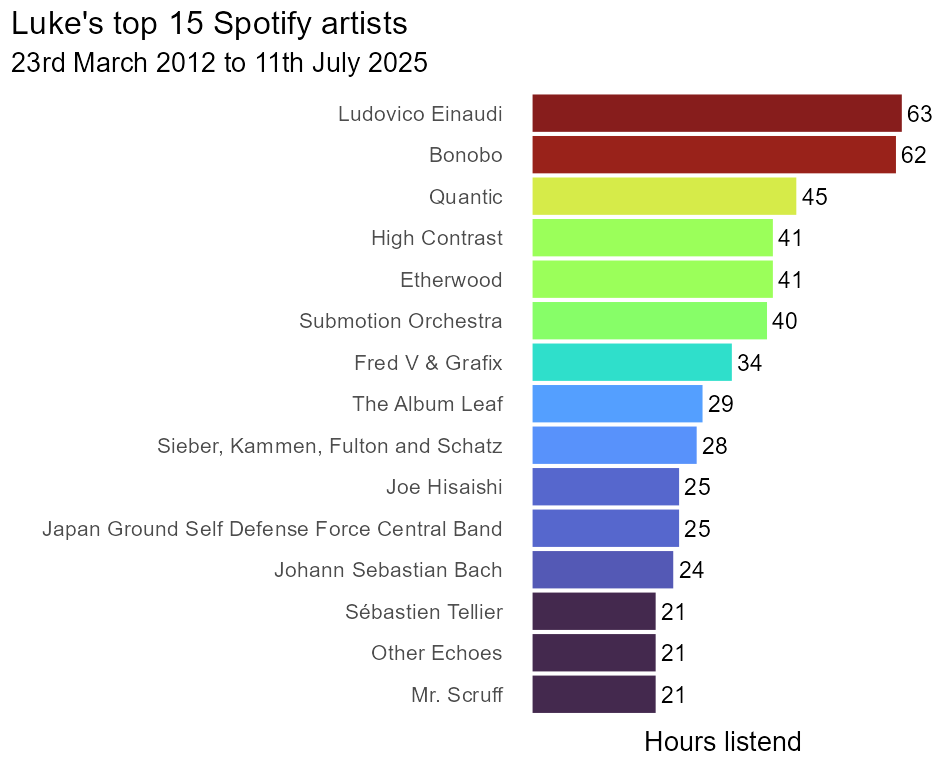 Luke's top 15 Spotify artists
23rd March 2012 to 11th July 2025
Ludovico Einaudi 63
Bonobo 62
Quantic 45
High Contrast 41
Etherwood 41
Submotion Orchestra 40
Fred V & Grafix 34
The Album Leaf 29
Sieber, Kammen, Fulton and Schatz 28
Joe Hisaishi 25
Japan Ground Self Defense Force Central Band 25
Johann Sebastian Bach 24
Sébastien Tellier 21
Other Echoes 21
Mr. Scruff 21
Hours listend